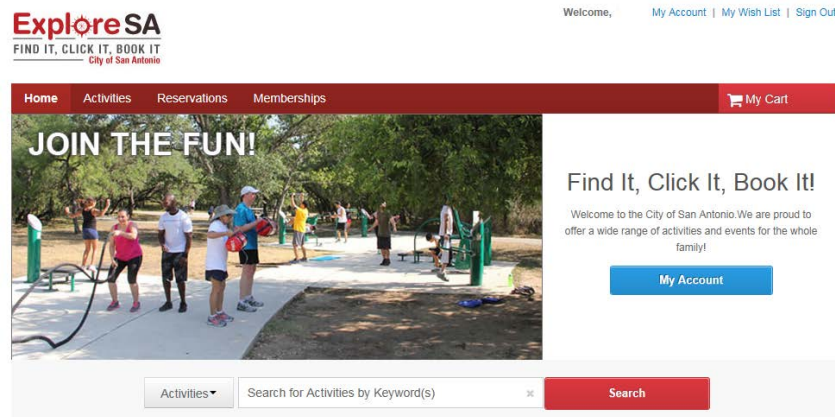 ExploreSA
FIND IT, CLICK IT, BOOK IT
City of San Antonio
Welcome, My Account | My Wish List | Sign Out
Home Activities Reservations Memberships My Cart
JOIN THE FUN!
Find It, Click It, Book It!
Welcome to the City of San Antonio.We are proud to
offer a wide range of activities and events for the whole
family!
My Account
Activities Search for Activities by Keyword(s) Search